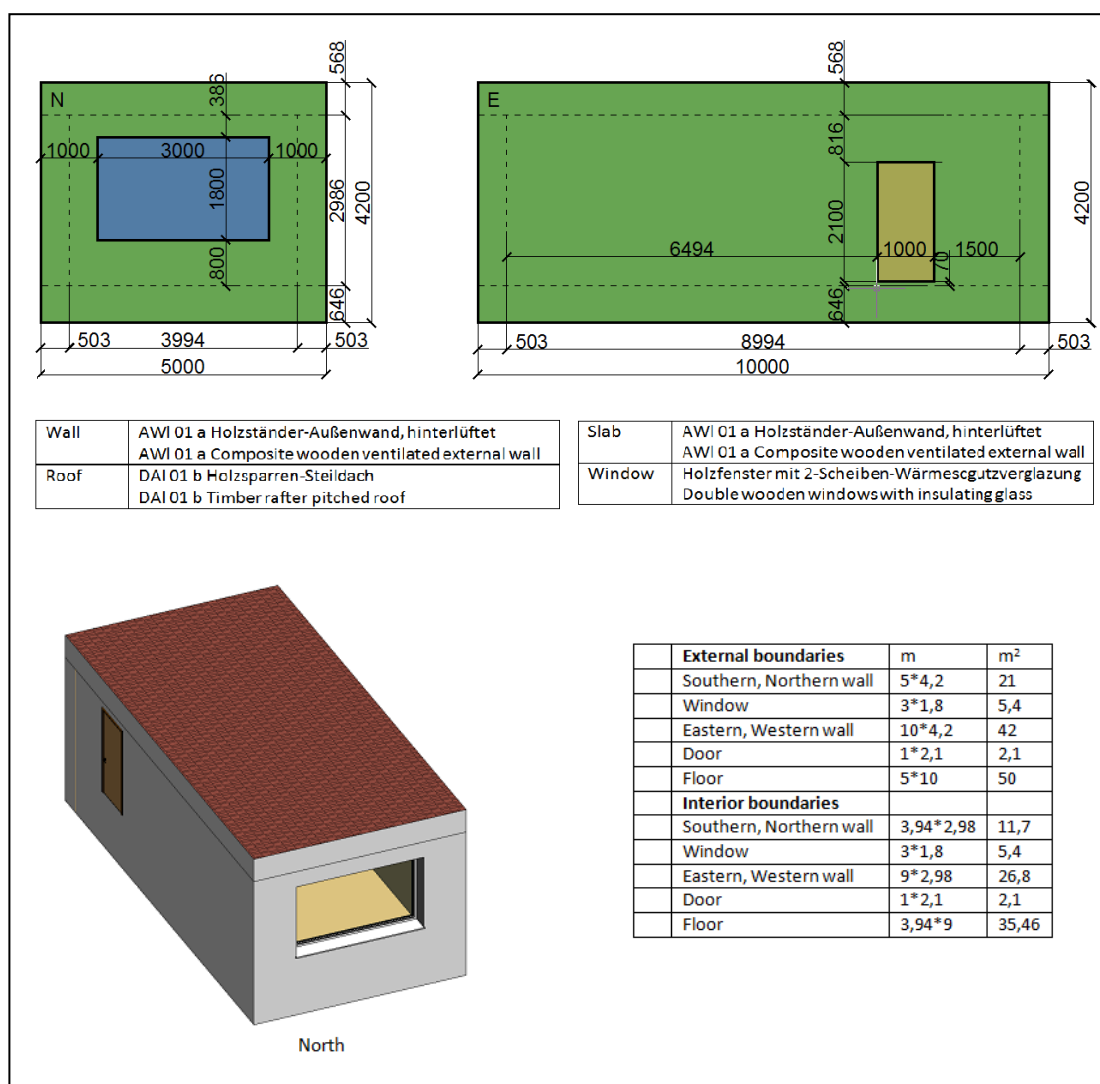 568
386
N
1000 3000 1000
1800
2986
4200
800
646
503 3994 503
5000
568
E
816
4200
2100
6494 1000 1500
70
646
503 8994 503
10000
Wall AWl 01 a Holzständer-Außenwand, hinterlüftet
AWl 01 a Composite wooden ventilated external wall
Roof DAl 01 b Holzsparren-Steildach
DAl 01 b Timber rafter pitched roof
Slab AWl 01 a Holzständer-Außenwand, hinterlüftet
AWl 01 a Composite wooden ventilated external wall
Window Holzfenster mit 2-Scheiben-Wärmescgutzverglazung
Double wooden windows with insulating glass
North
External boundaries m m²
Southern, Northern wall 5*4,2 21
Window 3*1,8 5,4
Eastern, Western wall 10*4,2 42
Door 1*2,1 2,1
Floor 5*10 50
Interior boundaries
Southern, Northern wall 3,94*2,98 11,7
Window 3*1,8 5,4
Eastern, Western wall 9*2,98 26,8
Door 1*2,1 2,1
Floor 3,94*9 35,46